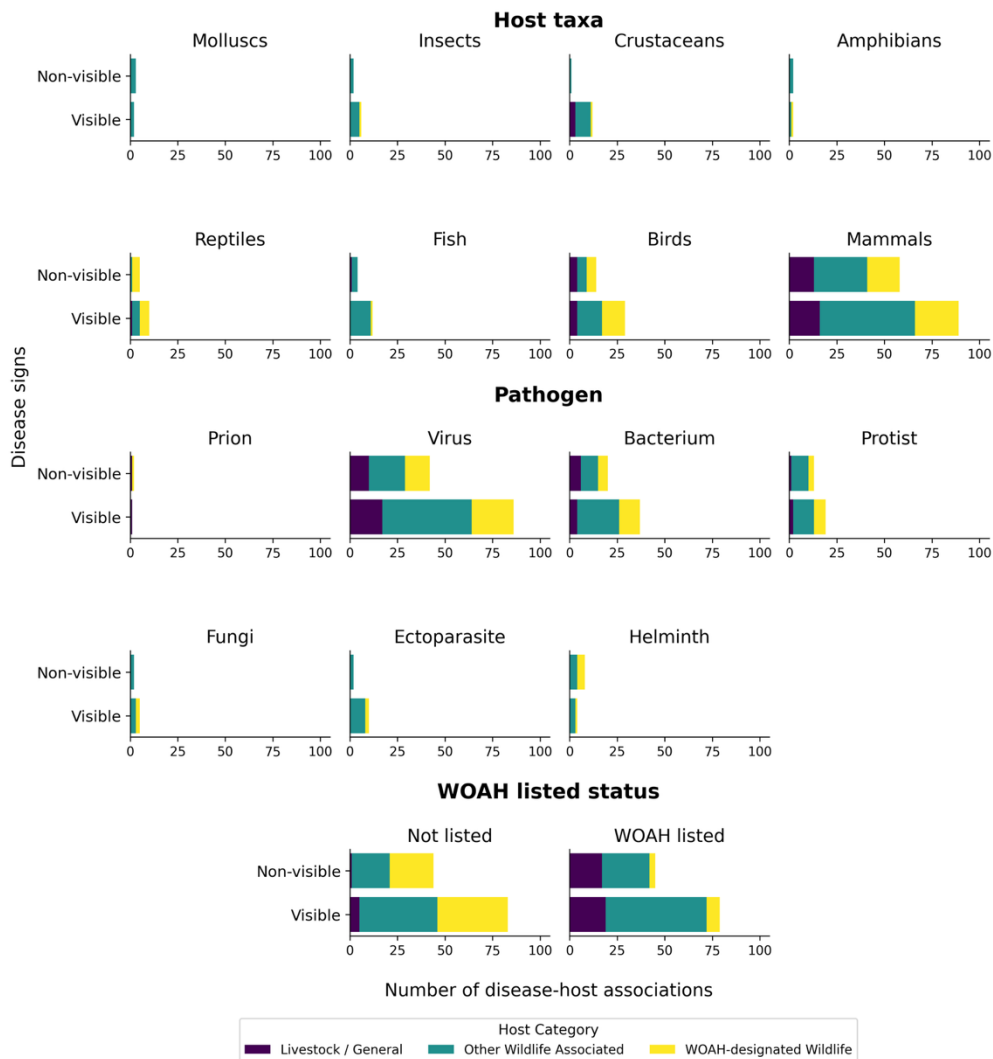 Host taxa
Molluscs Insects Crustaceans Amphibians
Non-visible
Visible
0 25 50 75 100 0 25 50 75 100 0 25 50 75 100 0 25 50 75 100
Reptiles Fish Birds Mammals
Non-visible
Visible
0 25 50 75 100 0 25 50 75 100 0 25 50 75 100 0 25 50 75 100
Disease signs
Pathogen
Prion Virus Bacterium Protist
Non-visible
Visible
0 25 50 75 100 0 25 50 75 100 0 25 50 75 100 0 25 50 75 100
Fungi Ectoparasite Helminth
Non-visible
Visible
0 25 50 75 100 0 25 50 75 100 0 25 50 75 100
WOAH listed status
Not listed WOAH listed
Non-visible
Visible
0 25 50 75 100 0 25 50 75 100
Number of disease-host associations
Host Category
Livestock / General Other Wildlife Associated WOAH-designated Wildlife